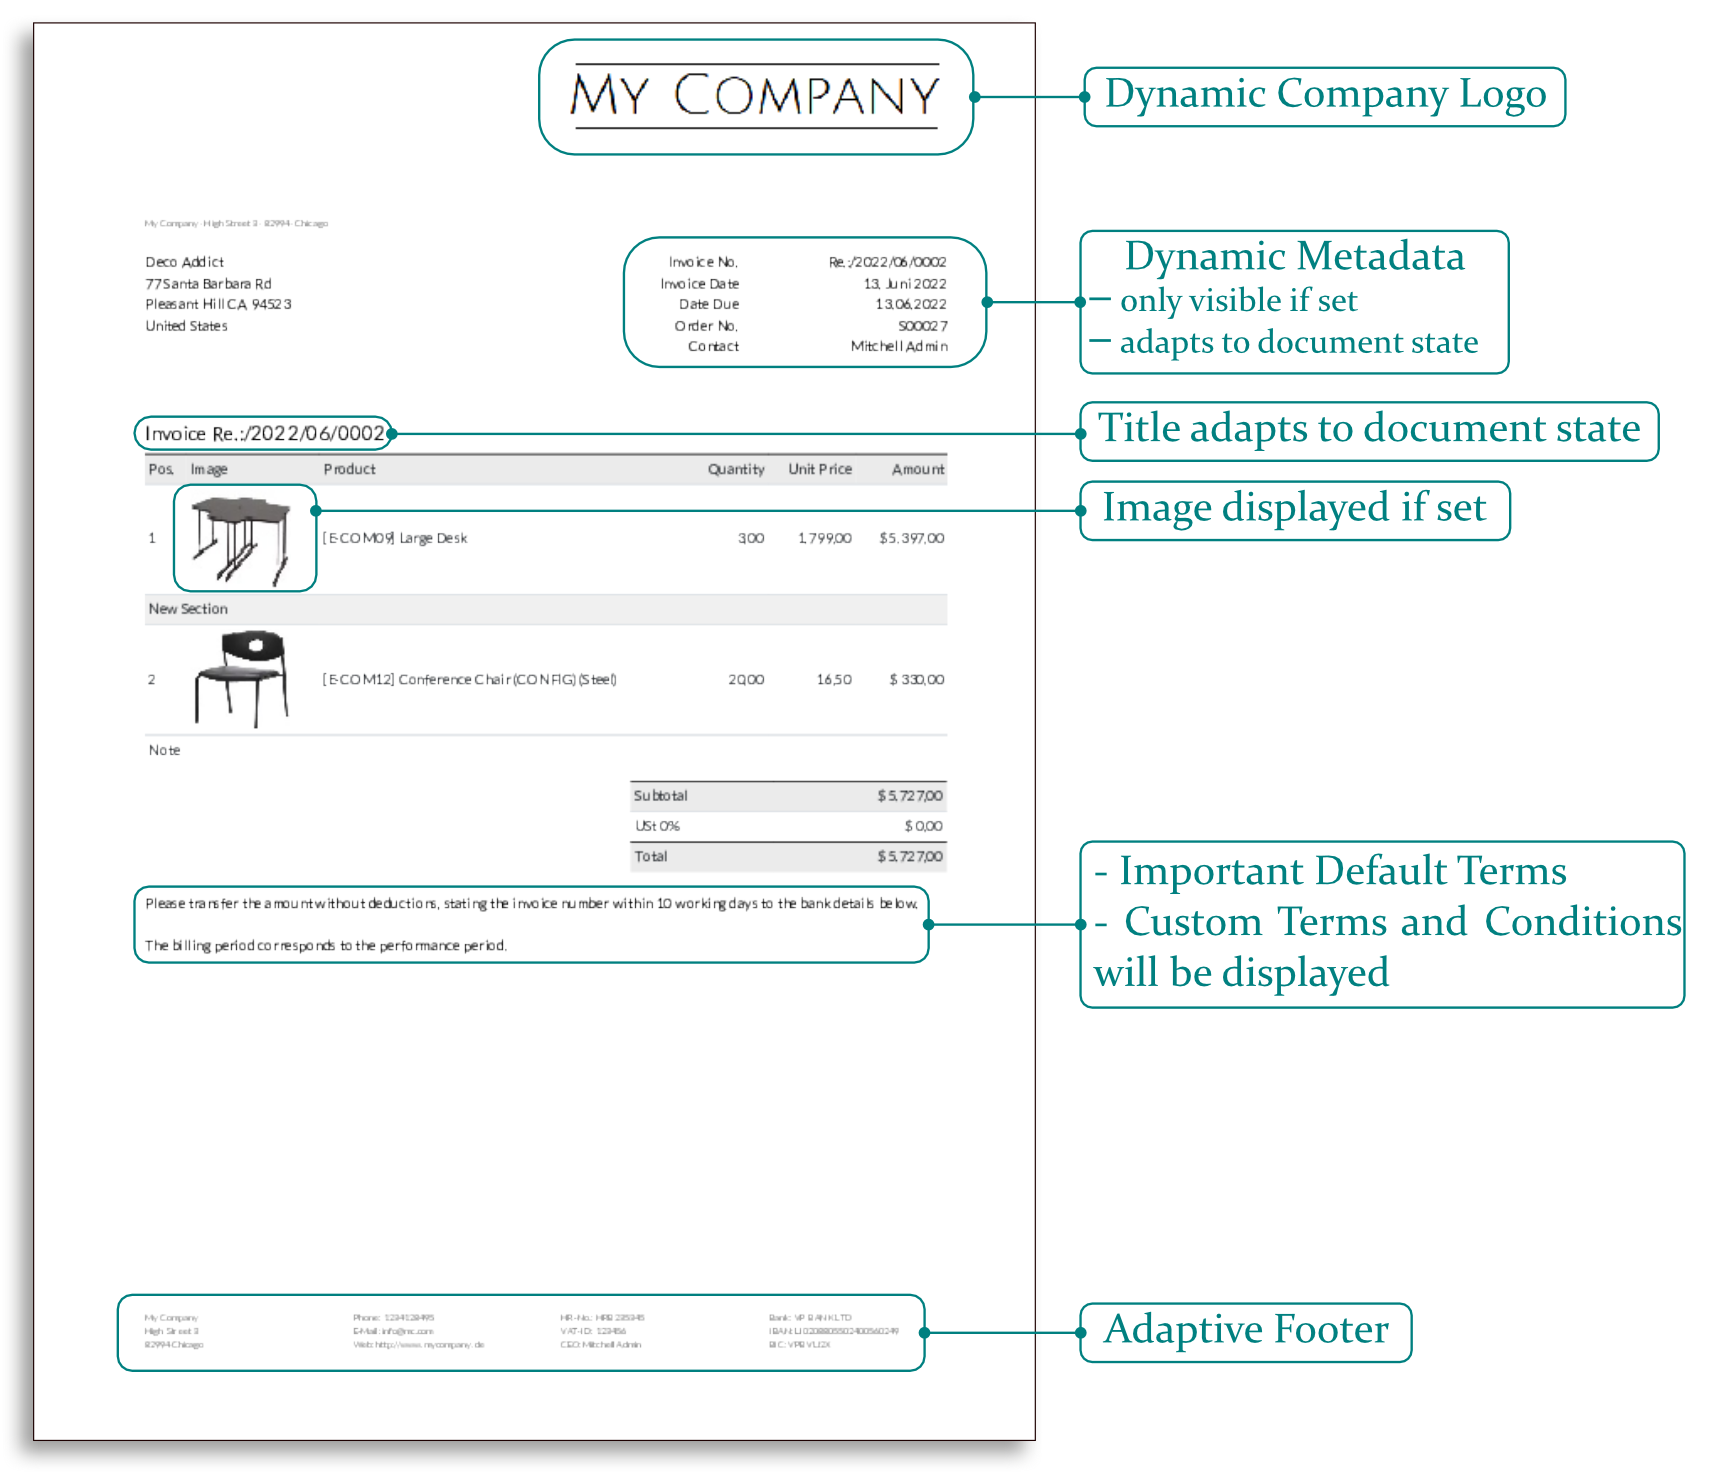 MY COMPANY
Dynamic Company Logo
My Company · High Street 3 · 82994 · Chicago
Deco Addict
77 Santa Barbara Rd
Pleasant Hill CA 94523
United States
Invoice No. Re.:/2022/06/0002
Invoice Date 13. Juni 2022
Date Due 13.06.2022
Order No. S00027
Contact Mitchell Admin
Dynamic Metadata
– only visible if set
– adapts to document state
Invoice Re.:/2022/06/0002
Title adapts to document state
Pos. Image Product Quantity Unit Price Amount
Image displayed if set
1 [E-COM09] Large Desk 3,00 1.799,00 $ 5.397,00
New Section
2 [E-COM12] Conference Chair (CONFIG) (Steel) 20,00 16,50 $ 330,00
Note
Subtotal $ 5.727,00
USt 0% $ 0,00
Total $ 5.727,00
Please transfer the amount without deductions, stating the invoice number within 10 working days to the bank details below.
The billing period corresponds to the performance period.
- Important Default Terms
- Custom Terms and Conditions
will be displayed
My Company Phone: HR-No.: HRB Bank: VP BANK LTD
High Street 3 E-Mail: info@mc.com VAT-ID: 123456 IBAN:
82994 Chicago Web: http://www.mycompany.de CEO: Mitchell Admin BIC:
Adaptive Footer